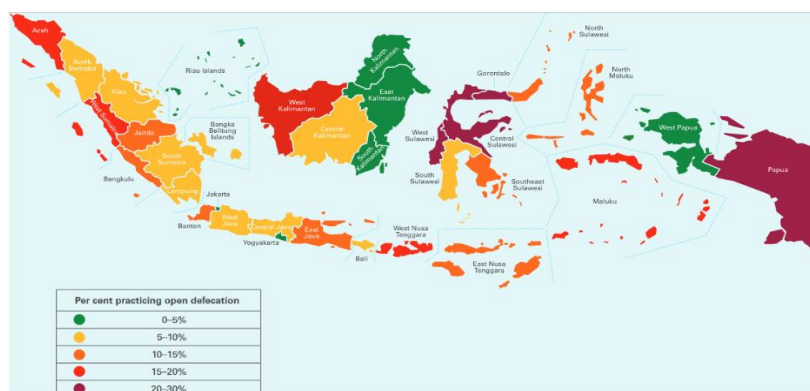 Aceh
North
Sumatra
Riau
Riau Islands
West Sumatra
Jambi
Bangka
Belitung
Islands
South
Sumatra
Bengkulu
Lampung
Jakarta
Banten
West
Java
Central Java
Yogyakarta
East
Java
Bali
West Nusa
Tenggara
East Nusa
Tenggara
West
Kalimantan
Central
Kalimantan
South
Kalimantan
East
Kalimantan
North
Kalimantan
West
Sulawesi
South
Sulawesi
Gorontalo
North
Sulawesi
Central
Sulawesi
Southeast
Sulawesi
North
Maluku
Maluku
West Papua
Papua
Per cent practicing open defecation
0–5%
5–10%
10–15%
15–20%
20–30%